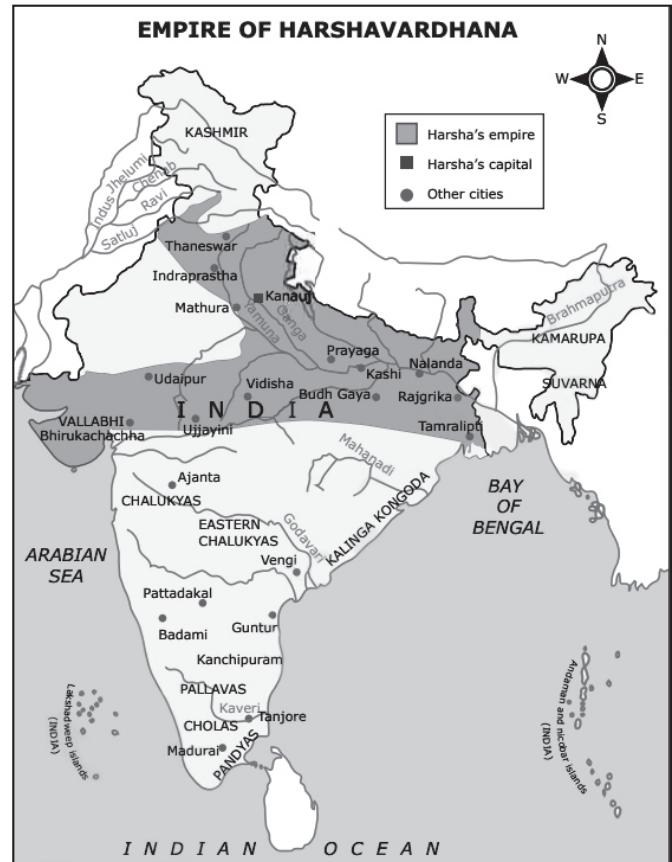 EMPIRE OF HARSHAVARDHANA
N
W
E
S
Harsha's empire
Harsha's capital
Other cities
KASHMIR
Indus
Jhelumi
Chenab
Ravi
Satluj
Thaneswar
Indraprastha
Mathura
Kanauj
Yamuna
Ganga
Brahmaputra
KAMARUPA
SUVARNA
Prayaga
Kashi
Nalanda
Udaipur
Vidisha
Budh Gaya
Rajgrika
INDIA
VALLABHI
Bhirukachachha
Ujjayini
Tamralipti
Mahanadi
Ajanta
CHALUKYAS
EASTERN
CHALUKYAS
Godavari
KALINGA KONGODA
BAY
OF
BENGAL
ARABIAN
SEA
Vengi
Pattadakal
Badami
Guntur
Kanchipuram
PALLAVAS
Kaveri
Tanjore
CHOLAS
Madurai
PANDYAS
Lakshadweep islands
(INDIA)
Andaman and nicobar islands
(INDIA)
INDIAN OCEAN